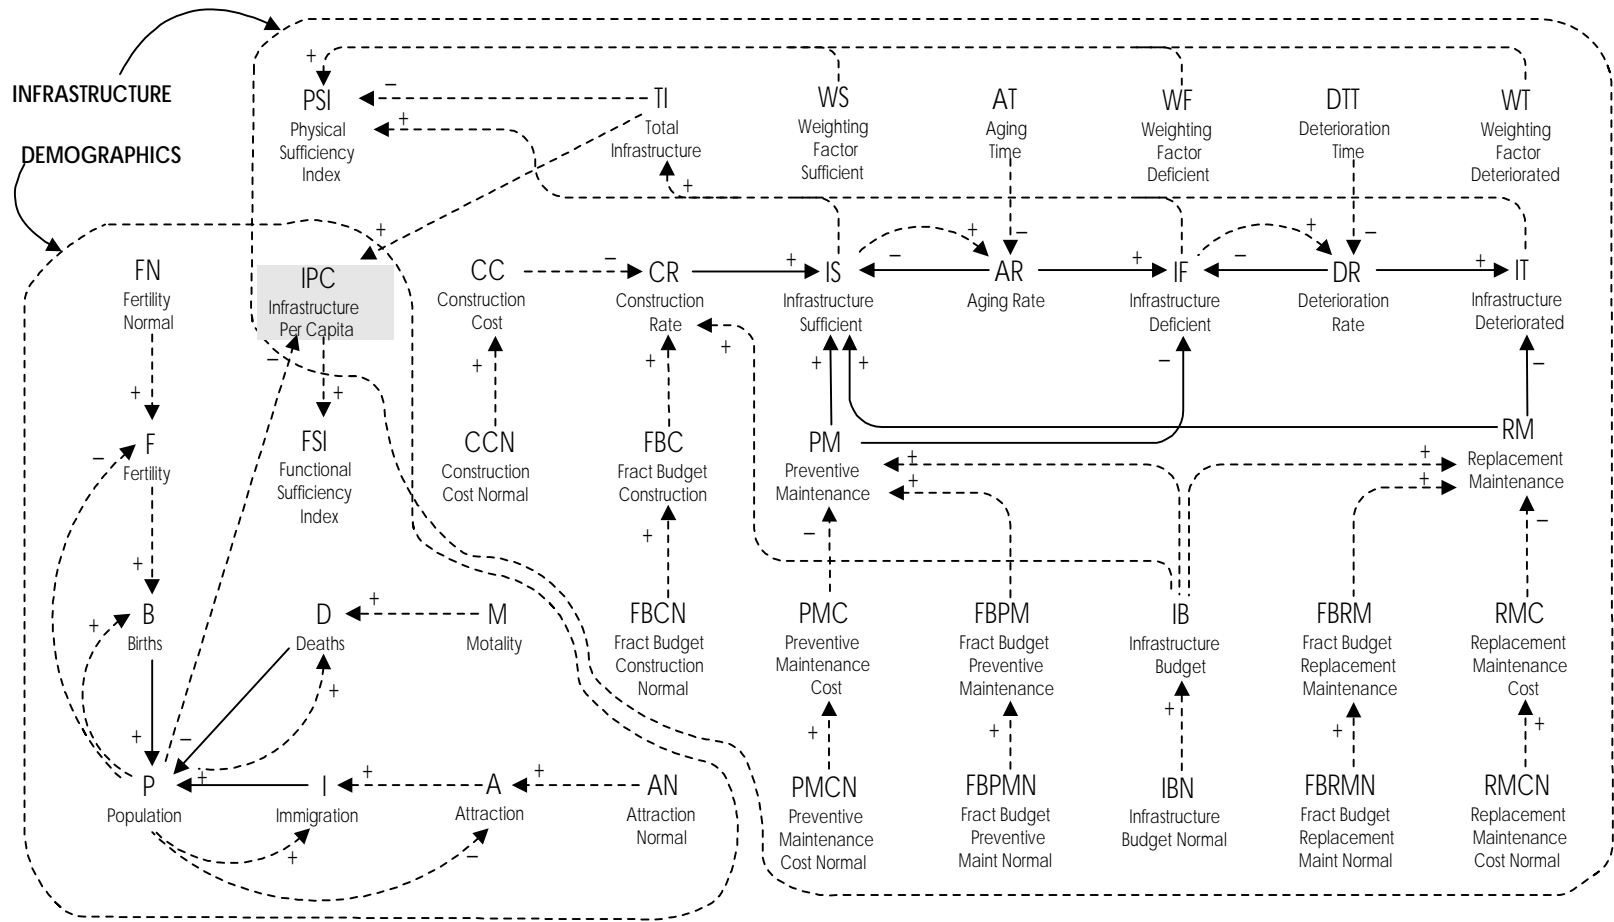 INFRASTRUCTURE
DEMOGRAPHICS
+
PSI
Physical
Sufficiency
Index
−
+
TI
Total
Infrastructure
+
WS
Weighting
Factor
Sufficient
AT
Aging
Time
WF
Weighting
Factor
Deficient
DTT
Deterioration
Time
WT
Weighting
Factor
Deteriorated
FN
Fertility
Normal
+
IPC
Infrastructure
Per Capita
CC
Construction
Cost
−
CR
Construction
Rate
+
IS
Infrastructure
Sufficient
−
+
−
AR
Aging Rate
+
IF
Infrastructure
Deficient
−
+
−
DR
Deterioration
Rate
+
IT
Infrastructure
Deteriorated
+
−
+
+
+
+
+
+
−
−
F
Fertility
−
FSI
Functional
Sufficiency
Index
CCN
Construction
Cost Normal
FBC
Fract Budget
Construction
PM
Preventive
Maintenance
+
+
+
+
RM
Replacement
Maintenance
+
+
−
−
B
Births
+
D
Deaths
+
M
Motality
FBCN
Fract Budget
Construction
Normal
PMC
Preventive
Maintenance
Cost
FBPM
Fract Budget
Preventive
Maintenance
IB
Infrastructure
Budget
FBRM
Fract Budget
Replacement
Maintenance
RMC
Replacement
Maintenance
Cost
+
−
+
+
+
+
+
+
P
Population
+
I
Immigration
+
A
Attraction
+
AN
Attraction
Normal
PMCN
Preventive
Maintenance
Cost Normal
FBPMN
Fract Budget
Preventive
Maint Normal
IBN
Infrastructure
Budget Normal
FBRMN
Fract Budget
Replacement
Maint Normal
RMCN
Replacement
Maintenance
Cost Normal
+
−